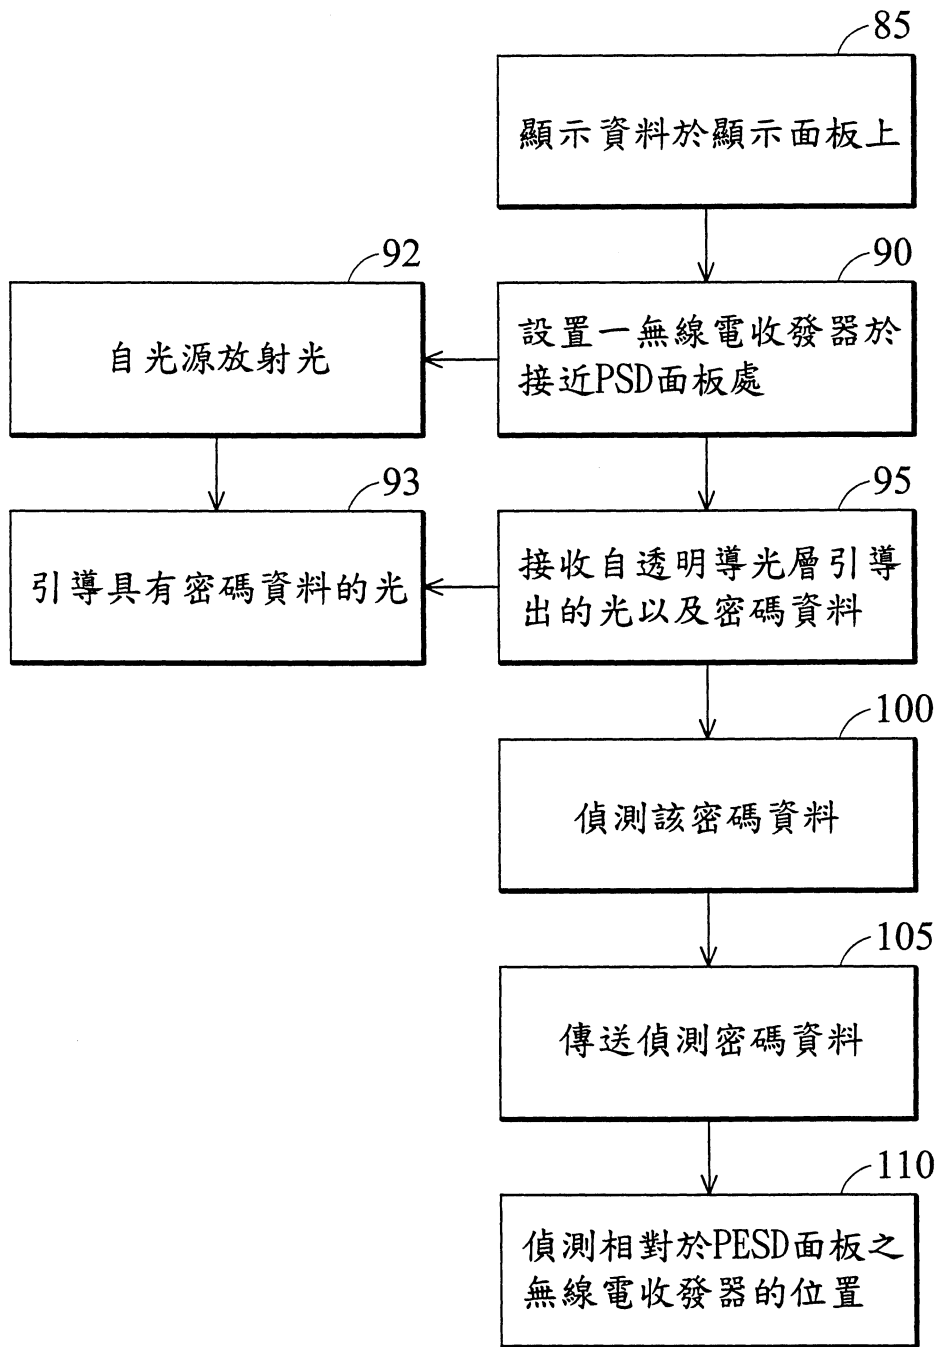 85
顯示資料於顯示面板上
92
90
自光源放射光
設置一無線電收發器於
接近PSD面板處
93
95
引導具有密碼資料的光
接收自透明導光層引導
出的光以及密碼資料
100
偵測該密碼資料
105
傳送偵測密碼資料
110
偵測相對於PESD面板之
無線電收發器的位置